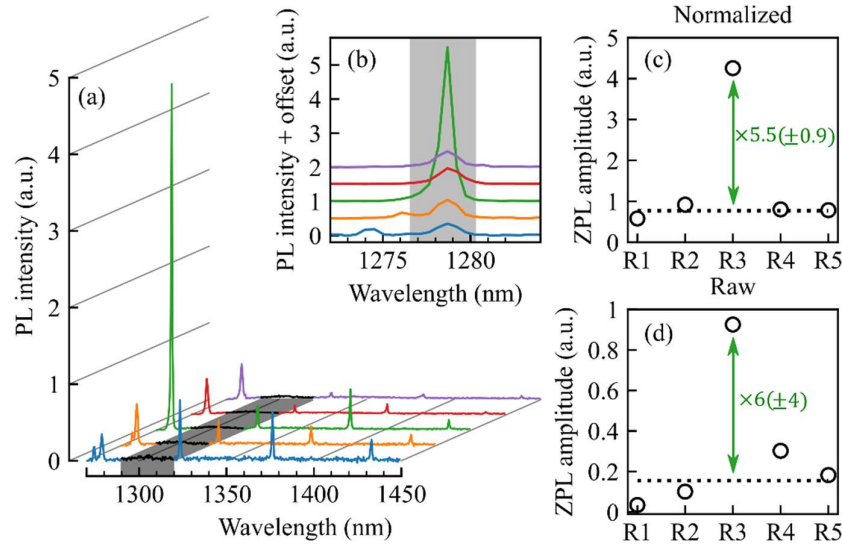 (a)
PL intensity (a.u.)
5
4
3
2
1
0
1300 1350 1400 1450
Wavelength (nm)
(b)
PL intensity + offset (a.u.)
5
4
3
2
1
0
1275 1280
Wavelength (nm)
Normalized
(c)
ZPL amplitude (a.u.)
5
4
3
2
1
0
×5.5(±0.9)
R1 R2 R3 R4 R5
Raw
(d)
ZPL amplitude (a.u.)
1
0.8
0.6
0.4
0.2
0
×6(±4)
R1 R2 R3 R4 R5